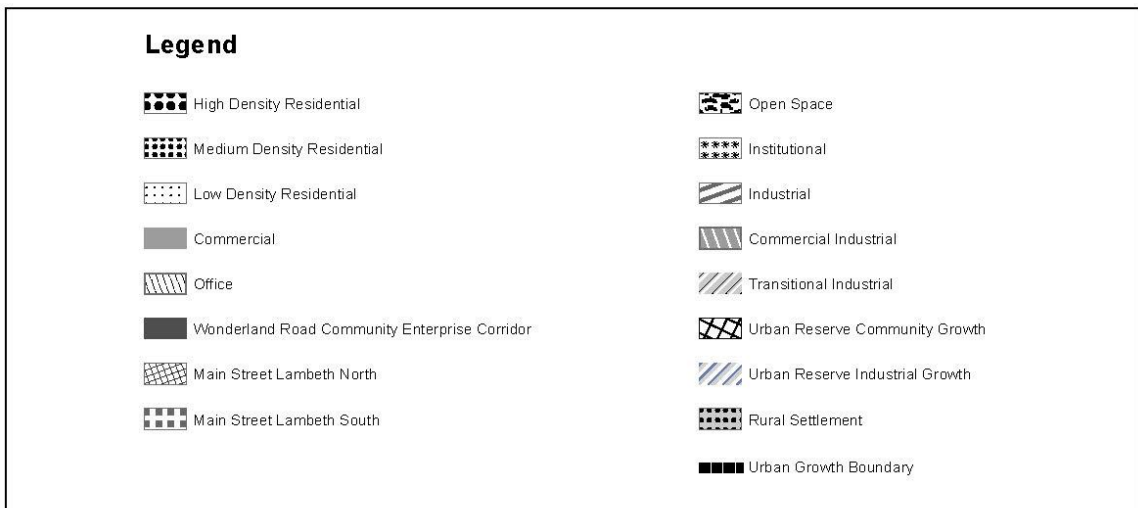 Legend
High Density Residential
Medium Density Residential
Low Density Residential
Commercial
Office
Wonderland Road Community Enterprise Corridor
Main Street Lambeth North
Main Street Lambeth South
Open Space
Institutional
Industrial
Commercial Industrial
Transitional Industrial
Urban Reserve Community Growth
Urban Reserve Industrial Growth
Rural Settlement
Urban Growth Boundary